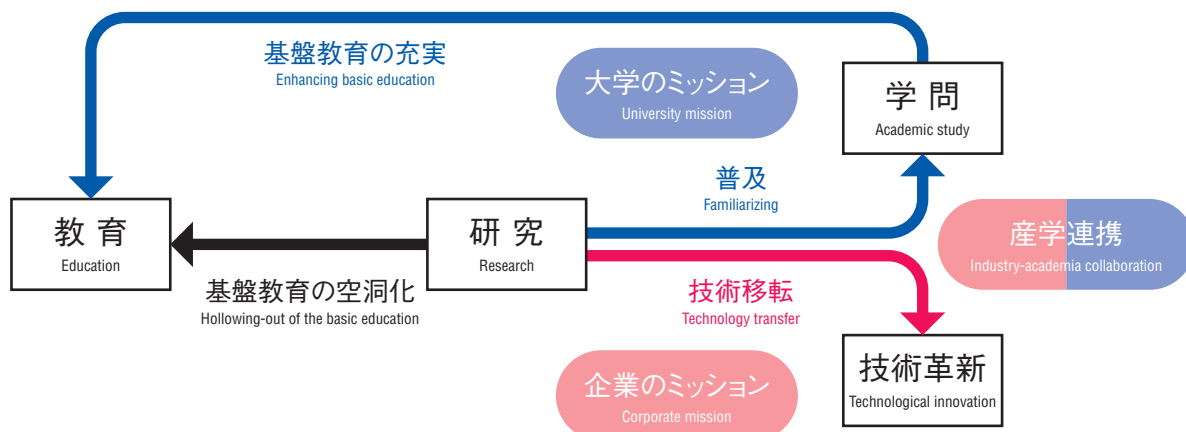 基盤教育の充実
Enhancing basic education
大学のミッション
University mission
学 問
Academic study
普及
Familiarizing
教 育
Education
研 究
Research
産学連携
Industry-academia collaboration
基盤教育の空洞化
Hollowing-out of the basic education
技術移転
Technology transfer
企業のミッション
Corporate mission
技術革新
Technological innovation